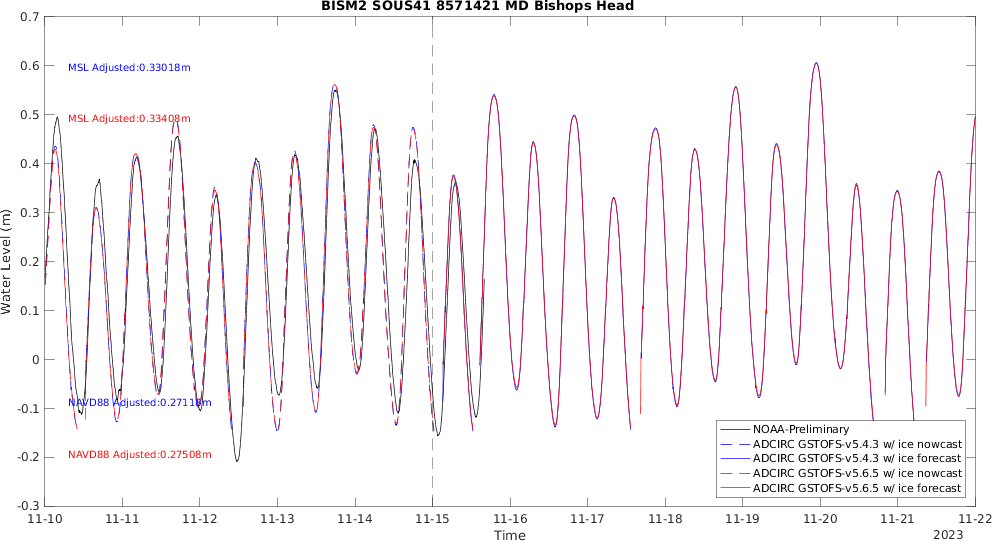 BISM2 SOUS41 8571421 MD Bishops Head
0.7
0.6
0.5
0.4
0.3
0.2
0.1
0
-0.1
-0.2
-0.3
Water Level (m)
MSL Adjusted:0.33018m
MSL Adjusted:0.33408m
NAVD88 Adjusted:0.27118m
NAVD88 Adjusted:0.27508m
NOAA-Preliminary
ADCIRC GSTOFS-v5.4.3 w/ ice nowcast
ADCIRC GSTOFS-v5.4.3 w/ ice forecast
ADCIRC GSTOFS-v5.6.5 w/ ice nowcast
ADCIRC GSTOFS-v5.6.5 w/ ice forecast
11-10 11-11 11-12 11-13 11-14 11-15 11-16 11-17 11-18 11-19 11-20 11-21 11-22
Time
2023